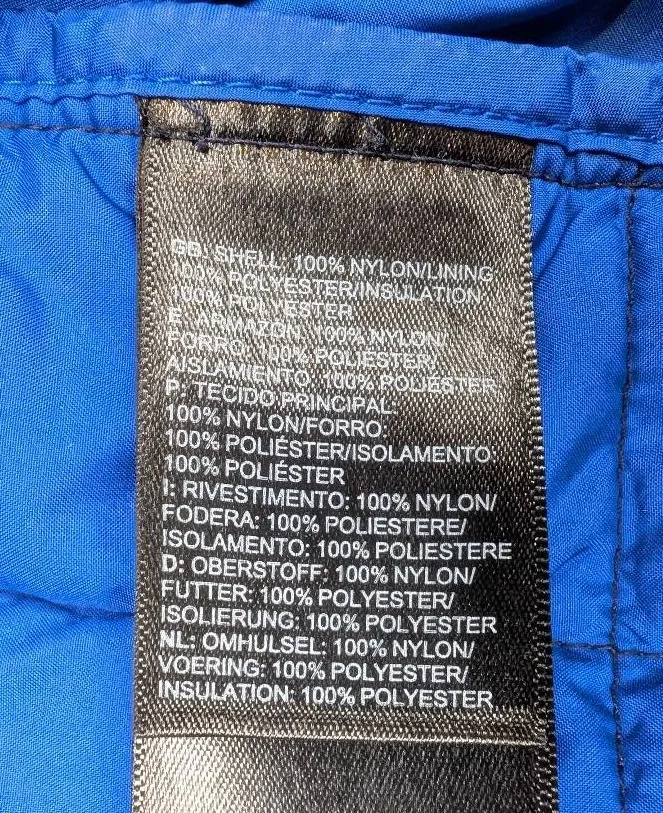 GB: SHELL: 100% NYLON/LINING:
100% POLYESTER/INSULATION:
100% POLYESTER
E: ARMAZON: 100% NYLON/
FORRO: 100% POLIÉSTER/
AISLAMIENTO: 100% POLIÉSTER
P: TECIDO PRINCIPAL:
100% NYLON/FORRO:
100% POLIÉSTER/ISOLAMENTO:
100% POLIÉSTER
I: RIVESTIMENTO: 100% NYLON/
FODERA: 100% POLIESTERE/
ISOLAMENTO: 100% POLIESTERE
D: OBERSTOFF: 100% NYLON/
FUTTER: 100% POLYESTER/
ISOLIERUNG: 100% POLYESTER
NL: OMHULSEL: 100% NYLON/
VOERING: 100% POLYESTER/
INSULATION: 100% POLYESTER